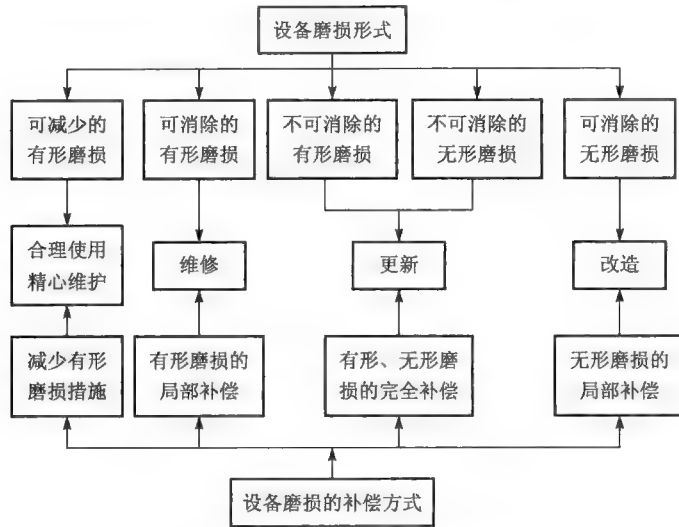 设备磨损形式
可减少的
有形磨损
可消除的
有形磨损
不可消除的
有形磨损
不可消除的
无形磨损
可消除的
无形磨损
合理使用
精心维护
维修
更新
改造
减少有形
磨损措施
有形磨损的
局部补偿
有形、无形磨
损的完全补偿
无形磨损的
局部补偿
设备磨损的补偿方式